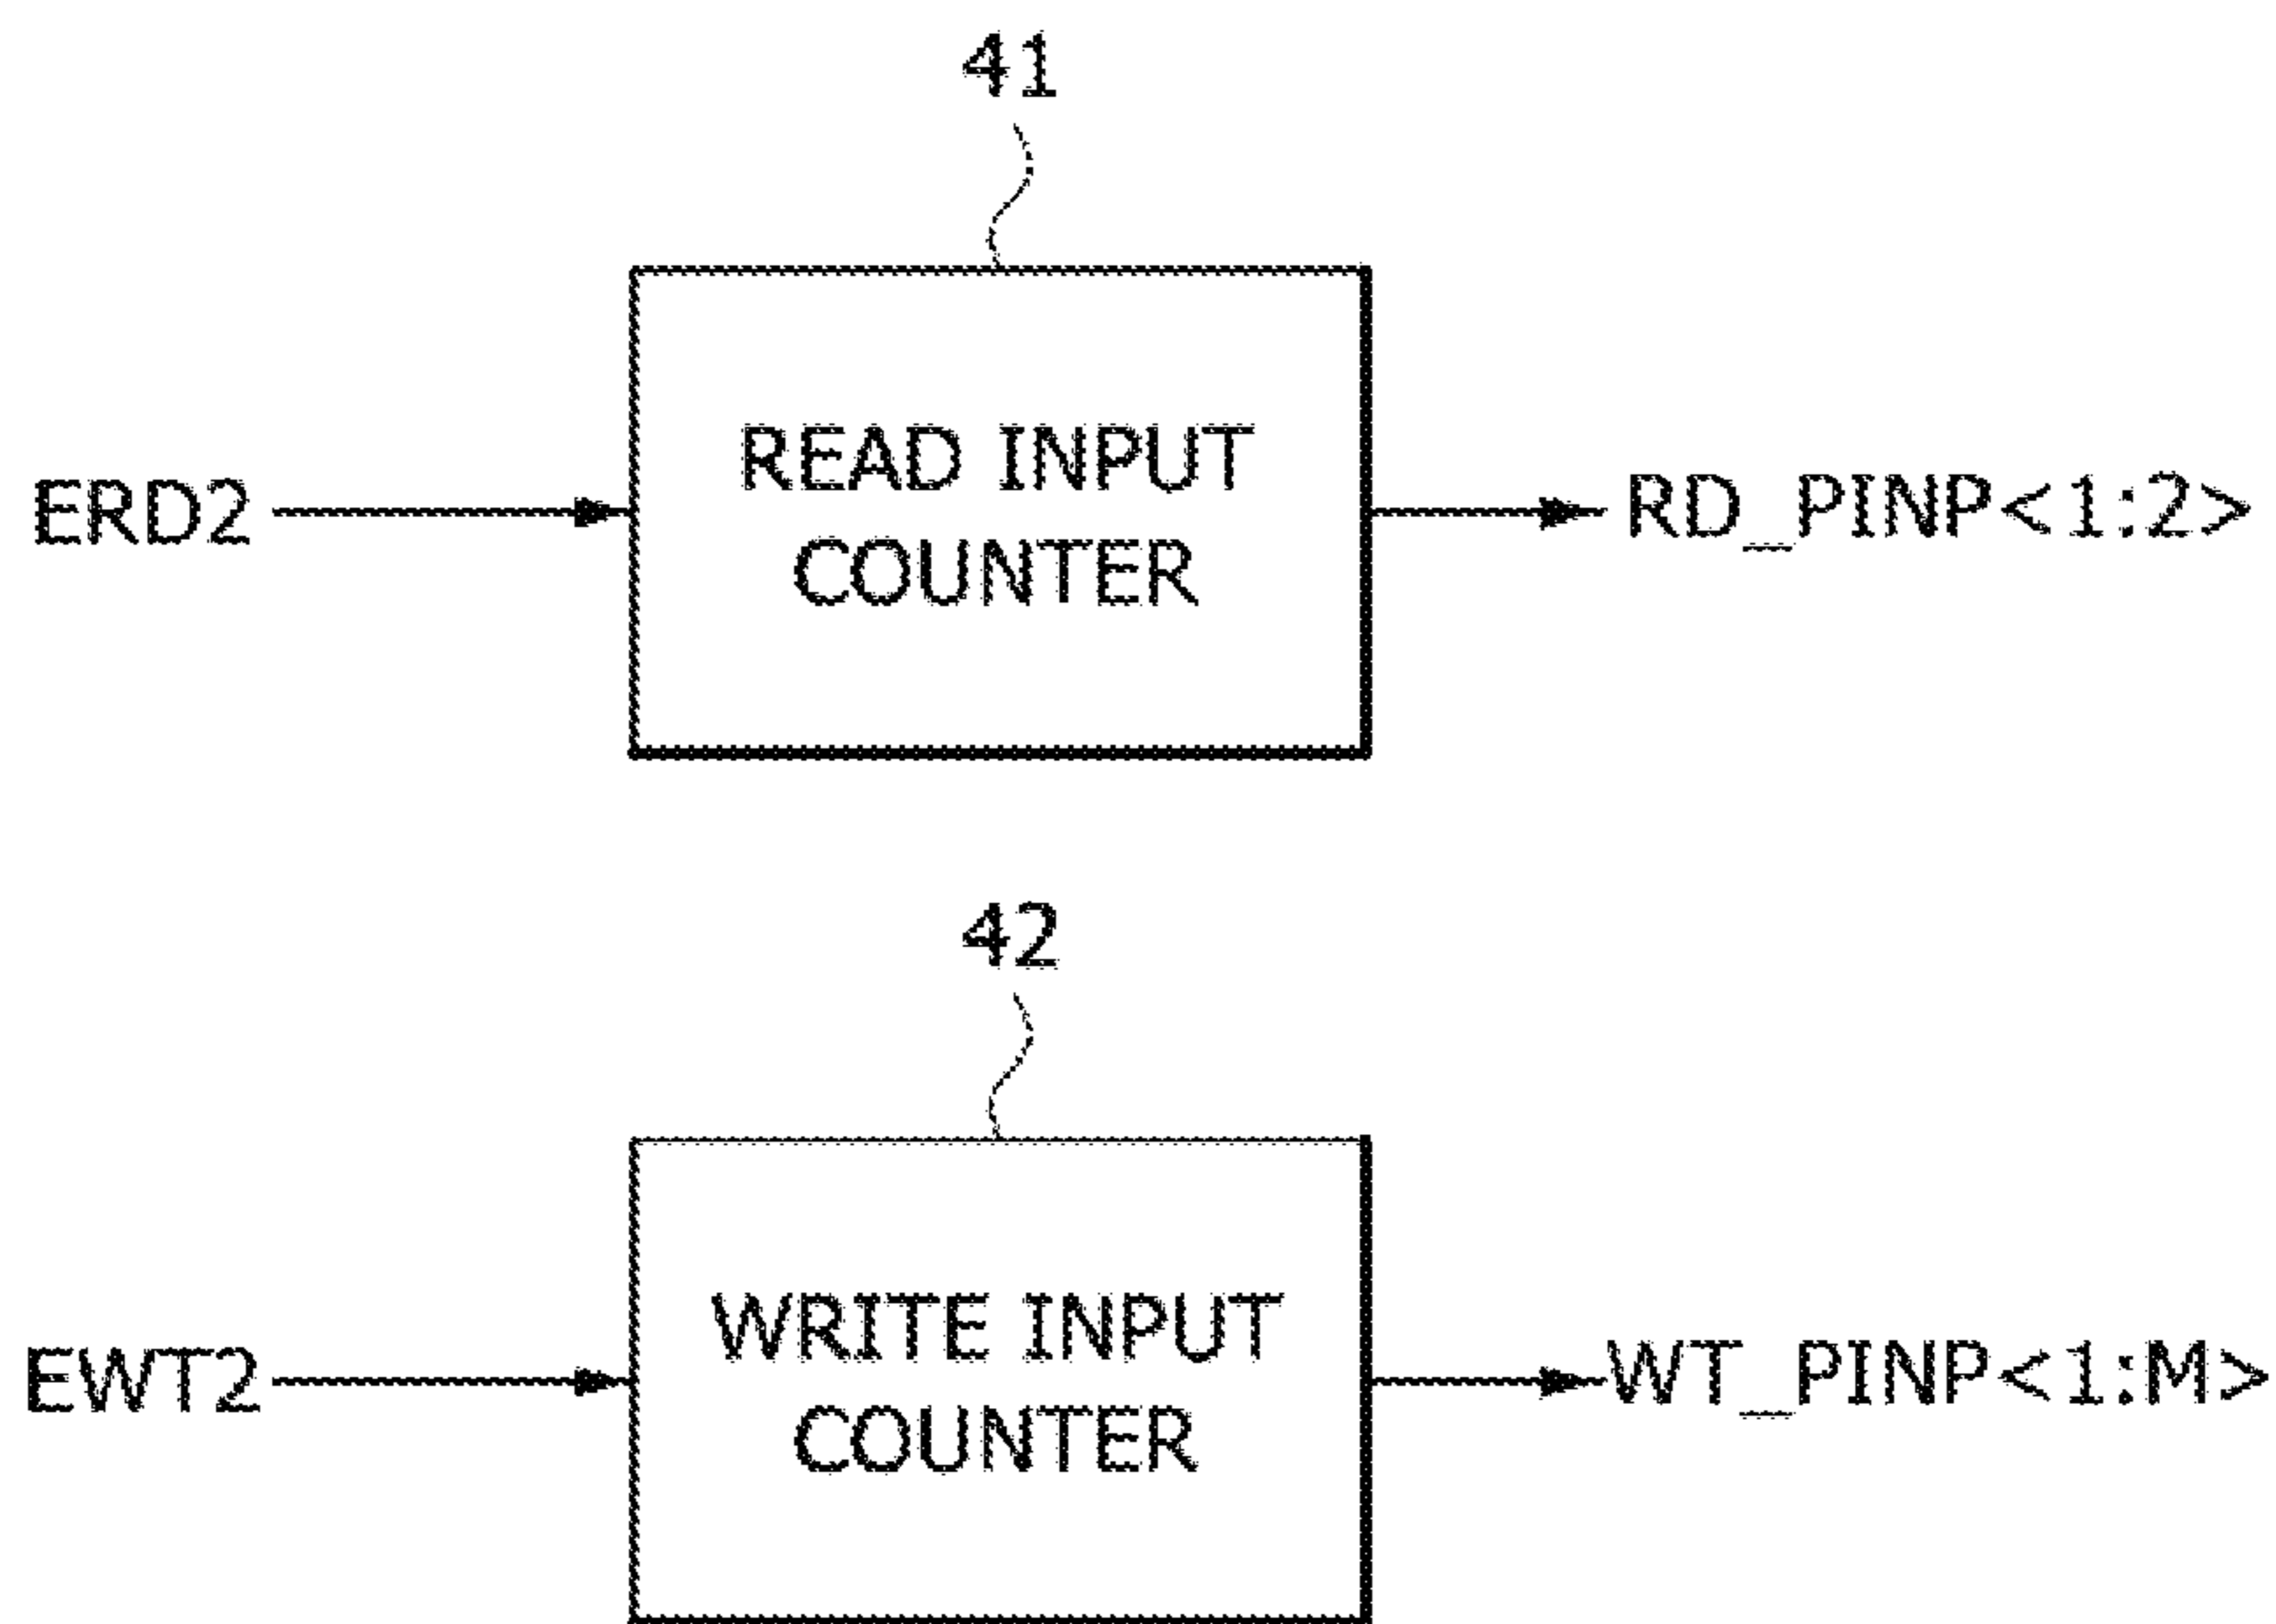 41
READ INPUT
COUNTER
ERD2
RD_PINP<1:2>
42
WRITE INPUT
COUNTER
EWT2
WT_PINP<1:M>